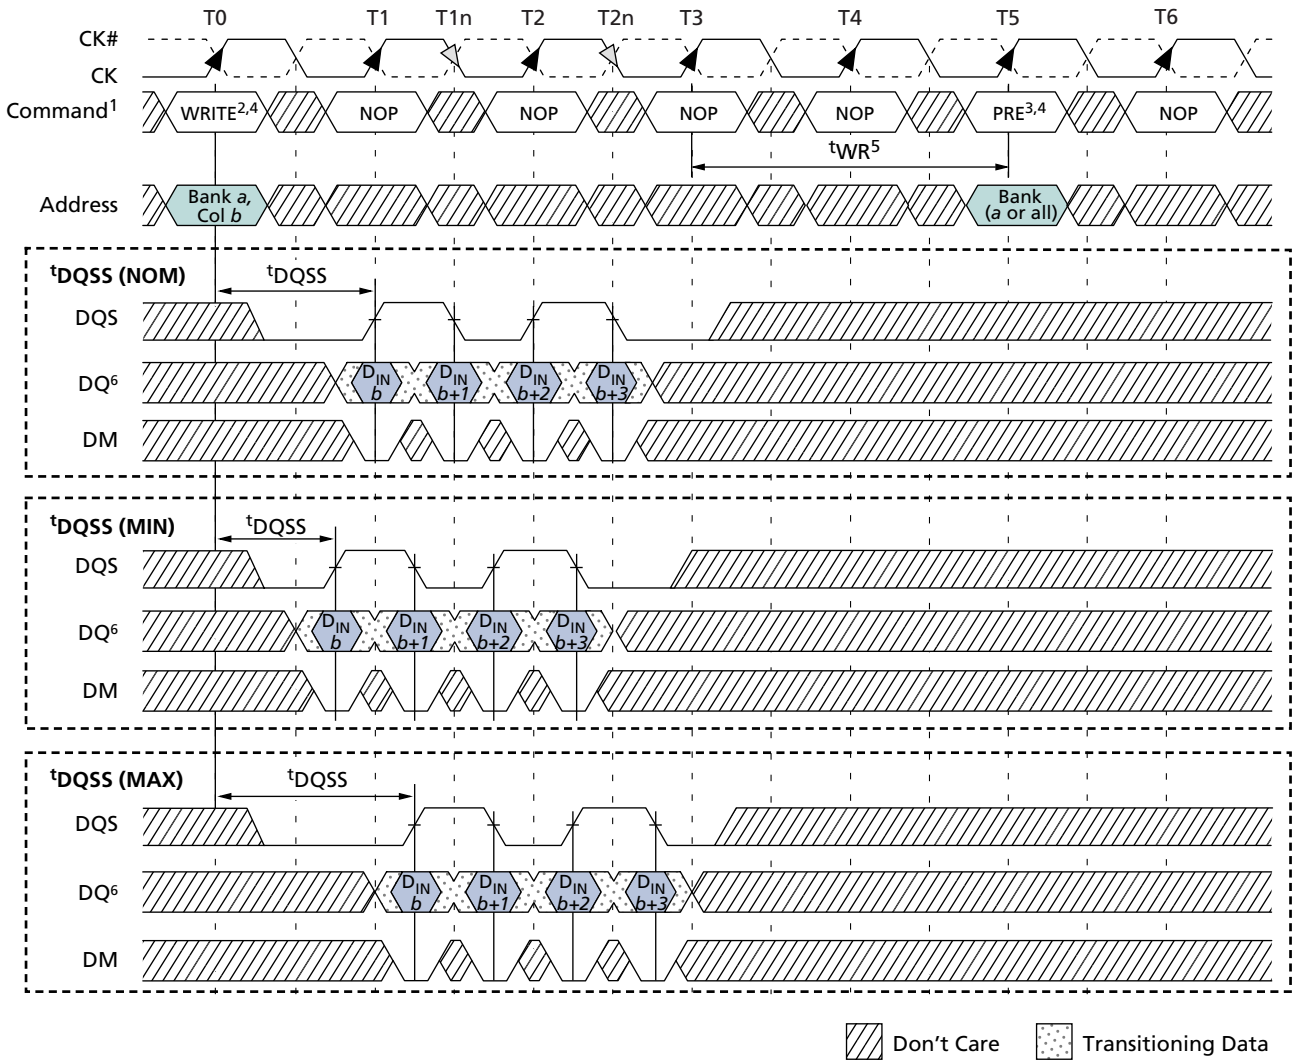 T0 T1 T1n T2 T2n T3 T4 T5 T6
CK#
CK
Command¹ WRITE²,⁴ NOP NOP NOP NOP PRE³,⁴ NOP
ᵗWR⁵
Address Bank a, Col b Bank (a or all)
ᵗDQSS (NOM) ᵗDQSS
DQS
DQ⁶ DIN b DIN b+1 DIN b+2 DIN b+3
DM
ᵗDQSS (MIN) ᵗDQSS
DQS
DQ⁶ DIN b DIN b+1 DIN b+2 DIN b+3
DM
ᵗDQSS (MAX) ᵗDQSS
DQS
DQ⁶ DIN b DIN b+1 DIN b+2 DIN b+3
DM
Don't Care Transitioning Data